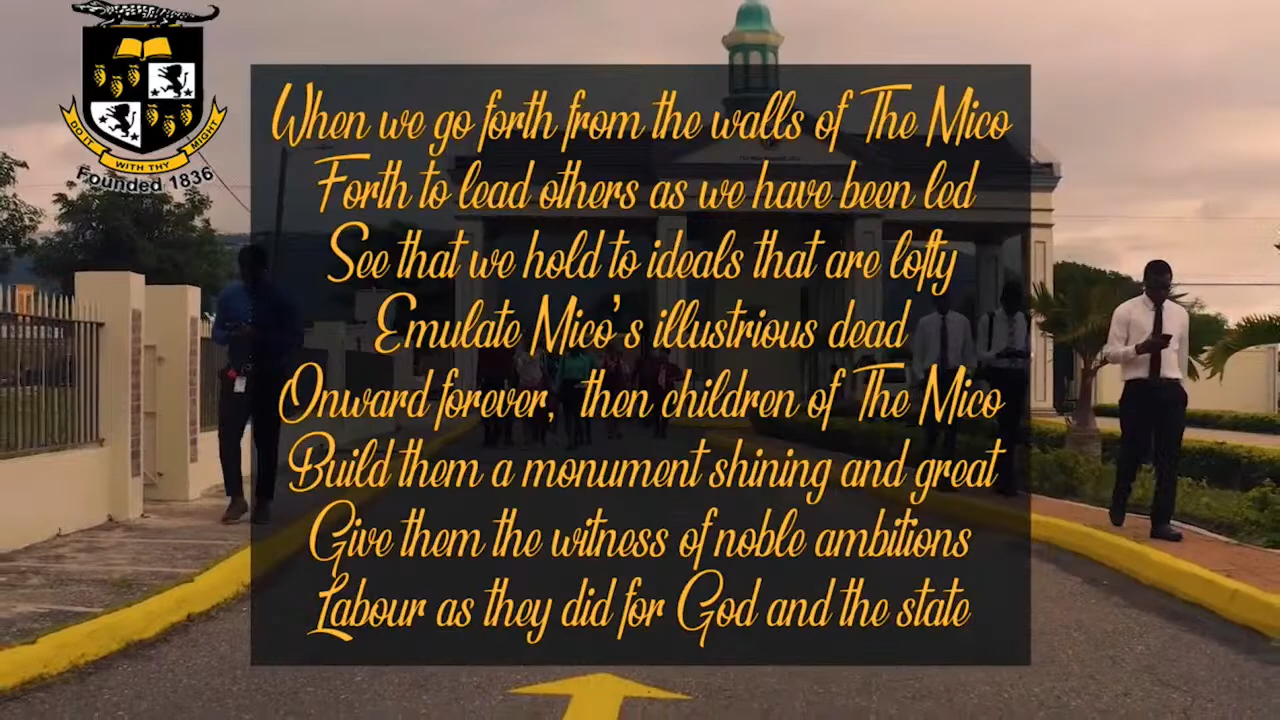 DO IT WITH THY MIGHT
Founded 1836
When we go forth from the walls of The Mico
Forth to lead others as we have been led
See that we hold to ideals that are lofty
Emulate Mico's illustrious dead
Onward forever, then children of The Mico
Build them a monument shining and great
Give them the witness of noble ambitions
Labour as they did for God and the state